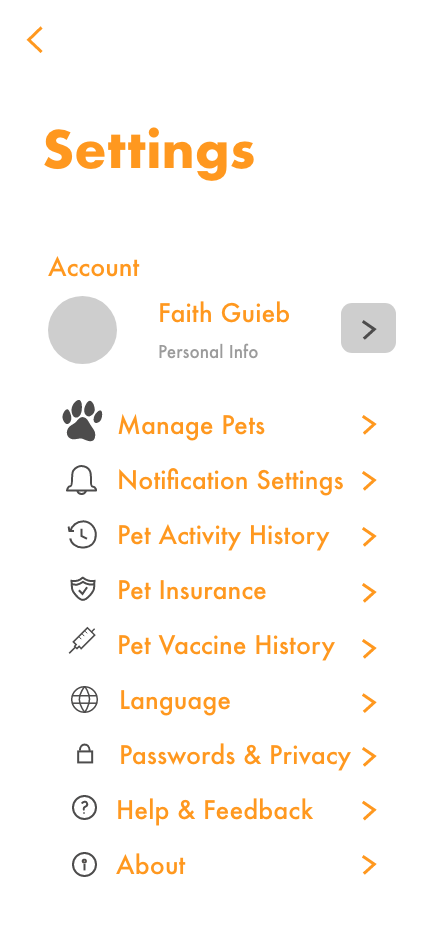 Settings
Account
Faith Guieb
Personal Info
Manage Pets
Notification Settings
Pet Activity History
Pet Insurance
Pet Vaccine History
Language
Passwords & Privacy
Help & Feedback
About